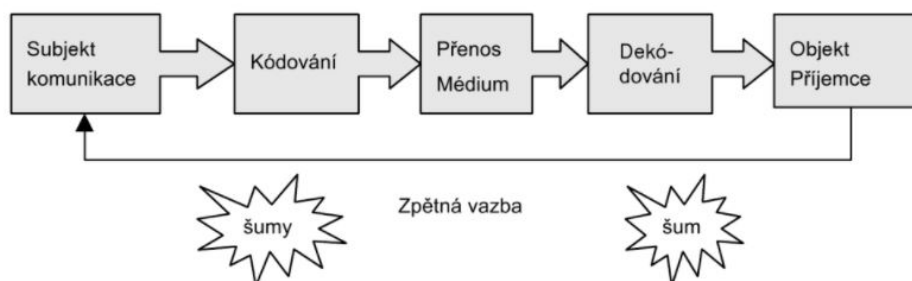 Subjekt
komunikace
Kódování
Přenos
Médium
Dekó-
dování
Objekt
Příjemce
Zpětná vazba
šumy
šum